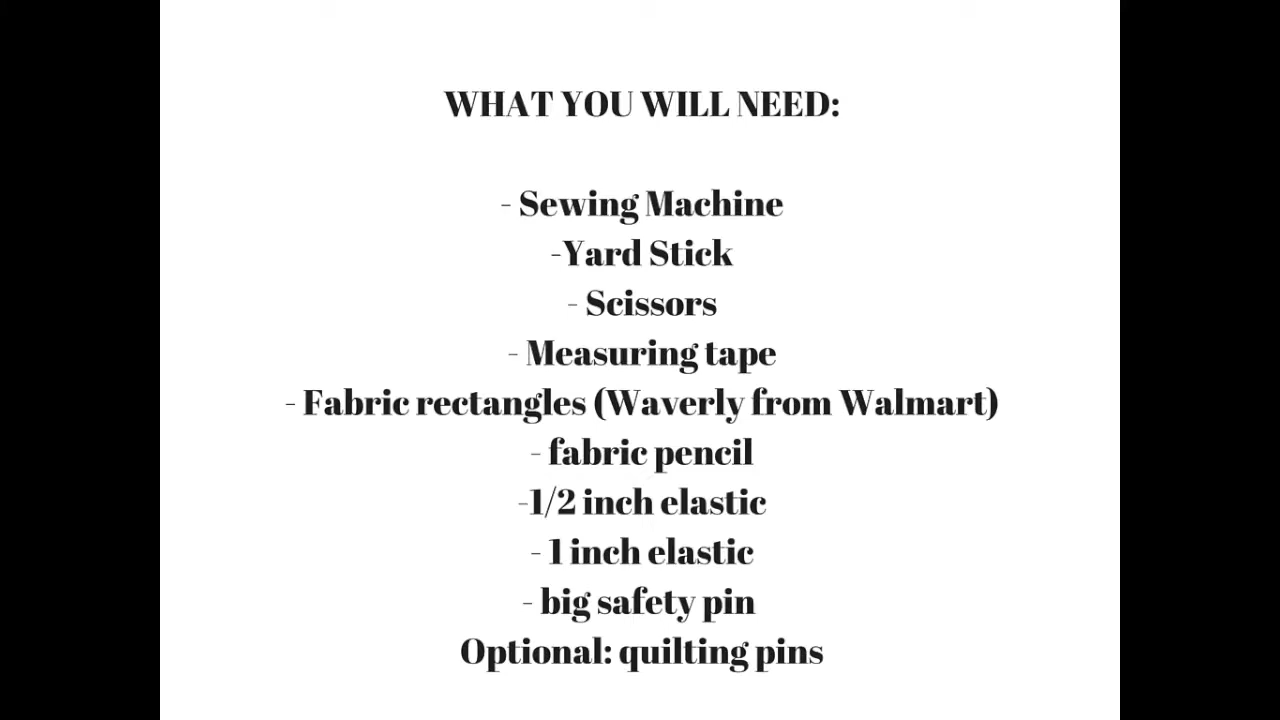 WHAT YOU WILL NEED:
- Sewing Machine
-Yard Stick
- Scissors
- Measuring tape
- Fabric rectangles (Waverly from Walmart)
- fabric pencil
-1/2 inch elastic
- 1 inch elastic
- big safety pin
Optional: quilting pins